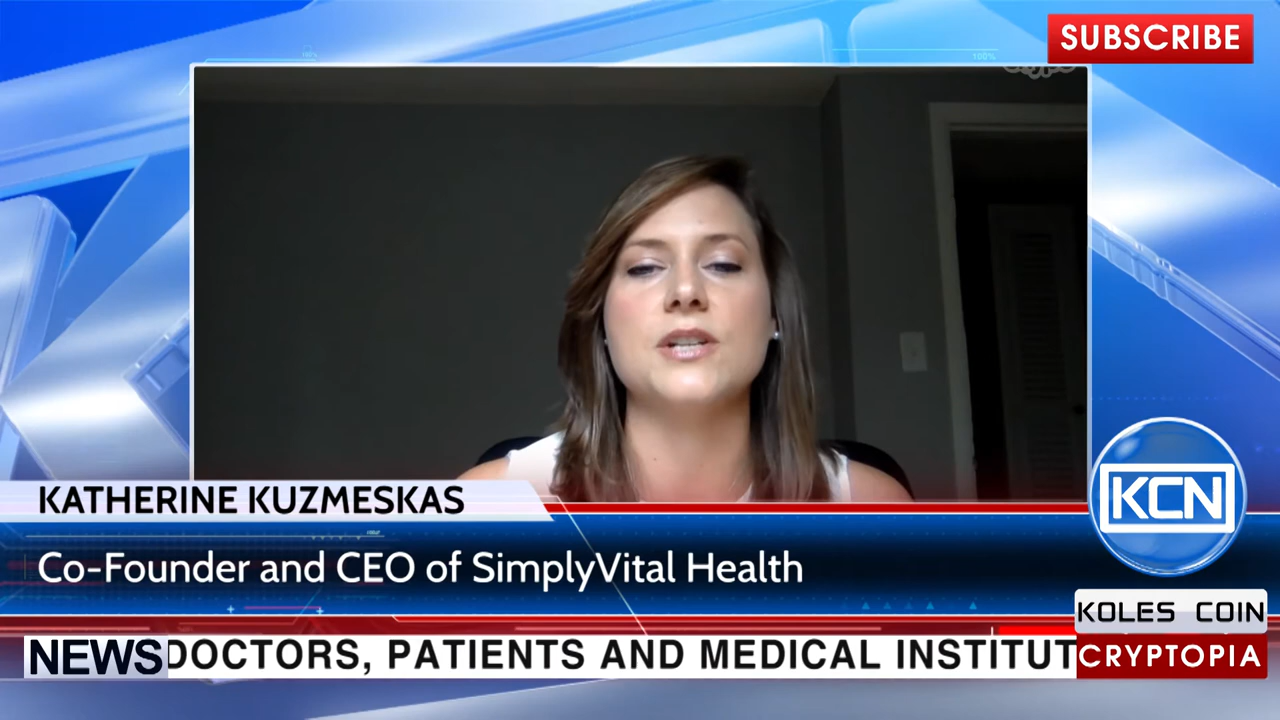 SUBSCRIBE
100%
KATHERINE KUZMESKAS
Co-Founder and CEO of SimplyVital Health
KCN
KOLES COIN
NEWS
DOCTORS, PATIENTS AND MEDICAL INSTITUT
CRYPTOPIA